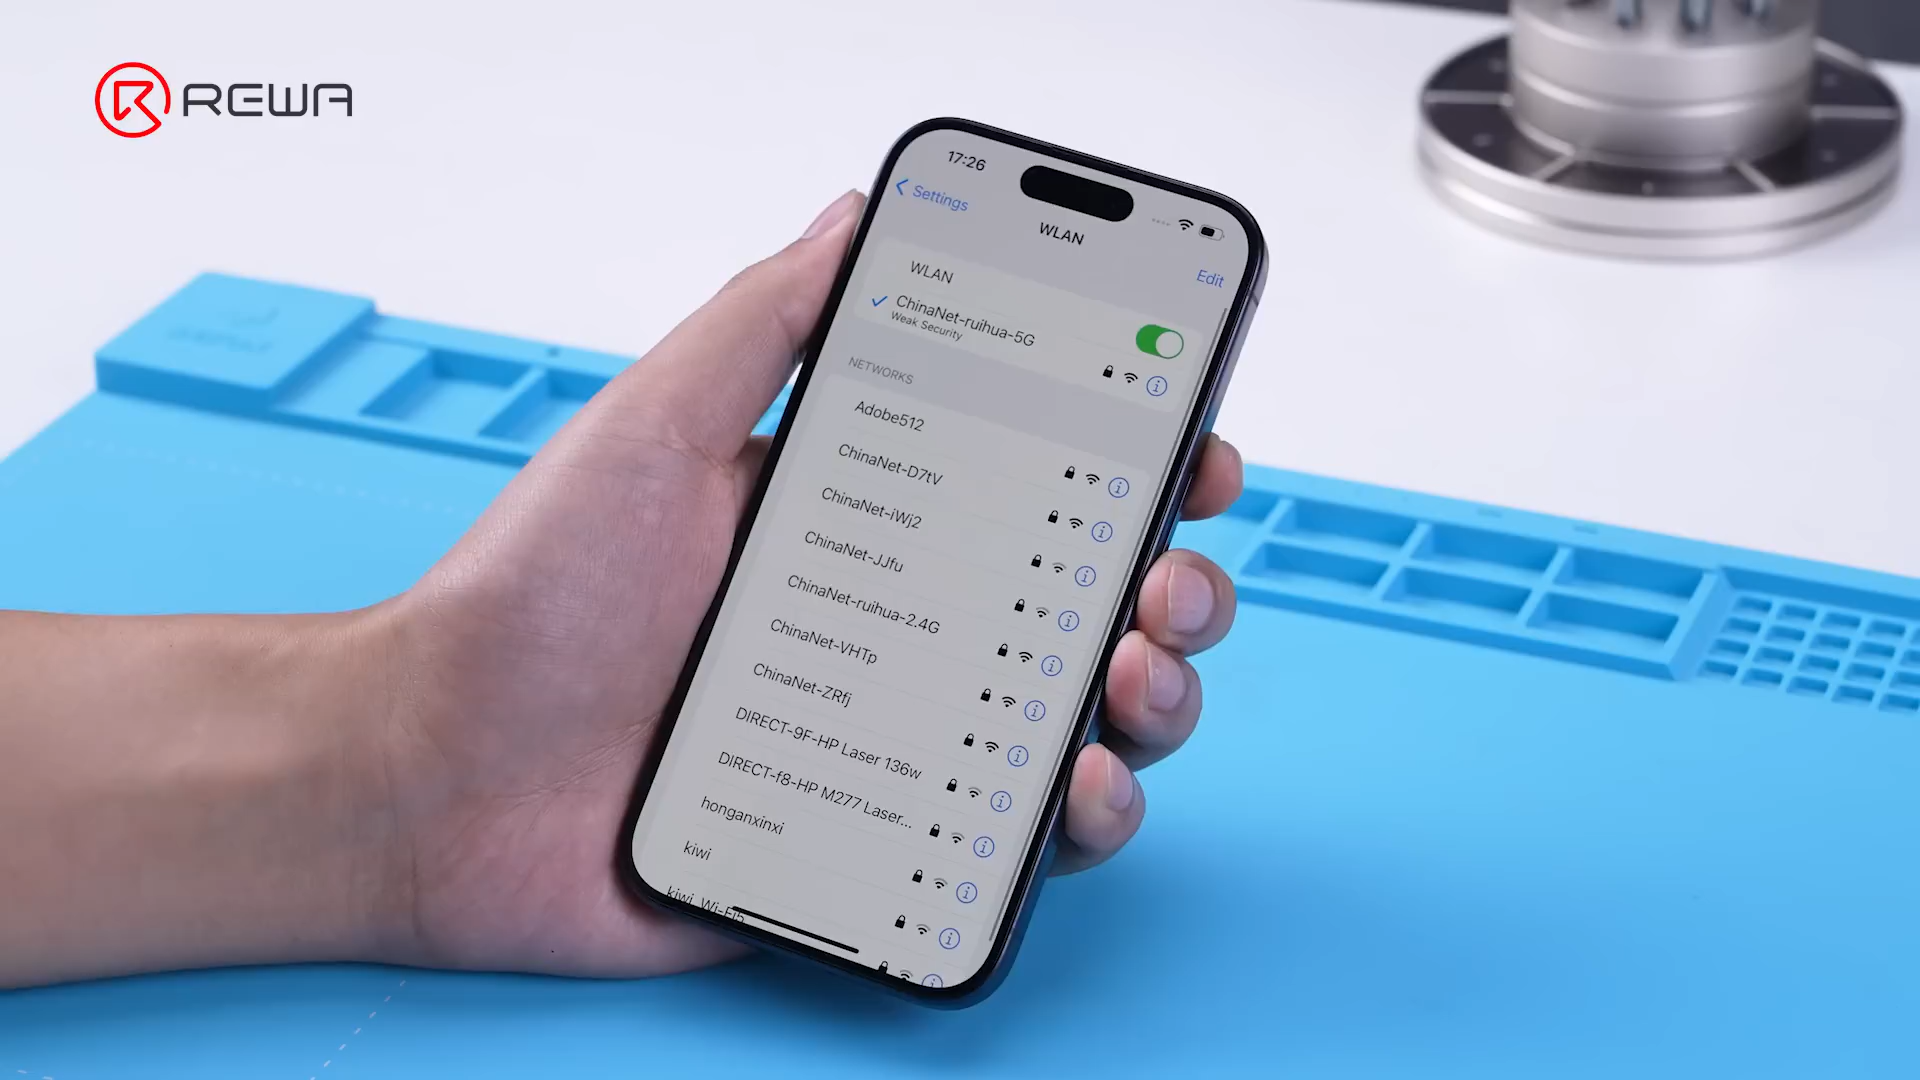 REWA
17:26
Settings
WLAN
Edit
WLAN
ChinaNet-ruihua-5G
Weak Security
NETWORKS
Adobe512
ChinaNet-D7tV
ChinaNet-iWj2
ChinaNet-JJfu
ChinaNet-ruihua-2.4G
ChinaNet-VHTp
ChinaNet-ZRfj
DIRECT-9F-HP Laser 136w
DIRECT-f8-HP M277 Laser...
honganxinxi
kiwi
kiwi_Wi-Fi5